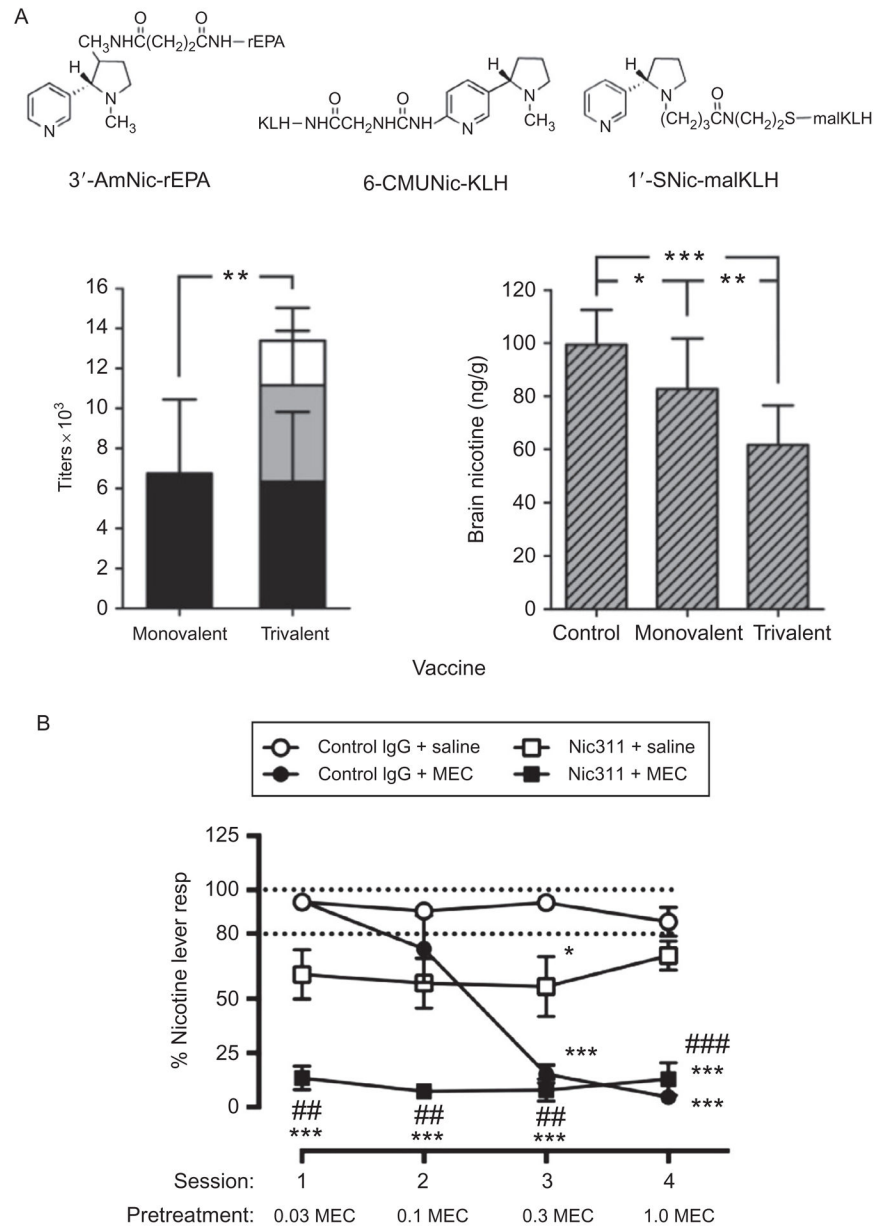 A
CH₃NHC(CH₂)₂CNH—rEPA
O O
H
N
N
CH₃
3′-AmNic-rEPA
O O
KLH—NHCCH₂NHCNH
N
H
N
CH₃
6-CMUNic-KLH
H
N
N
O
(CH₂)₃CN(CH₂)₂S—malKLH
1′-SNic-malKLH
Titers × 10³
16
14
12
10
8
6
4
2
0
**
Monovalent Trivalent
Brain nicotine (ng/g)
120
100
80
60
40
20
0
***
* **
Control Monovalent Trivalent
Vaccine
B
Control IgG + saline Nic311 + saline
Control IgG + MEC Nic311 + MEC
% Nicotine lever resp
125
100
80
50
25
0
*
***
###
***
***
## ## ##
*** *** ***
Session: 1 2 3 4
Pretreatment: 0.03 MEC 0.1 MEC 0.3 MEC 1.0 MEC